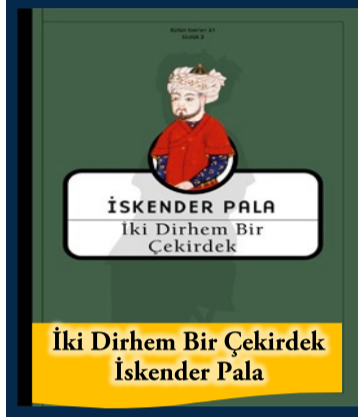 İSKENDER PALA
İki Dirhem Bir
Çekirdek
İki Dirhem Bir Çekirdek
İskender Pala